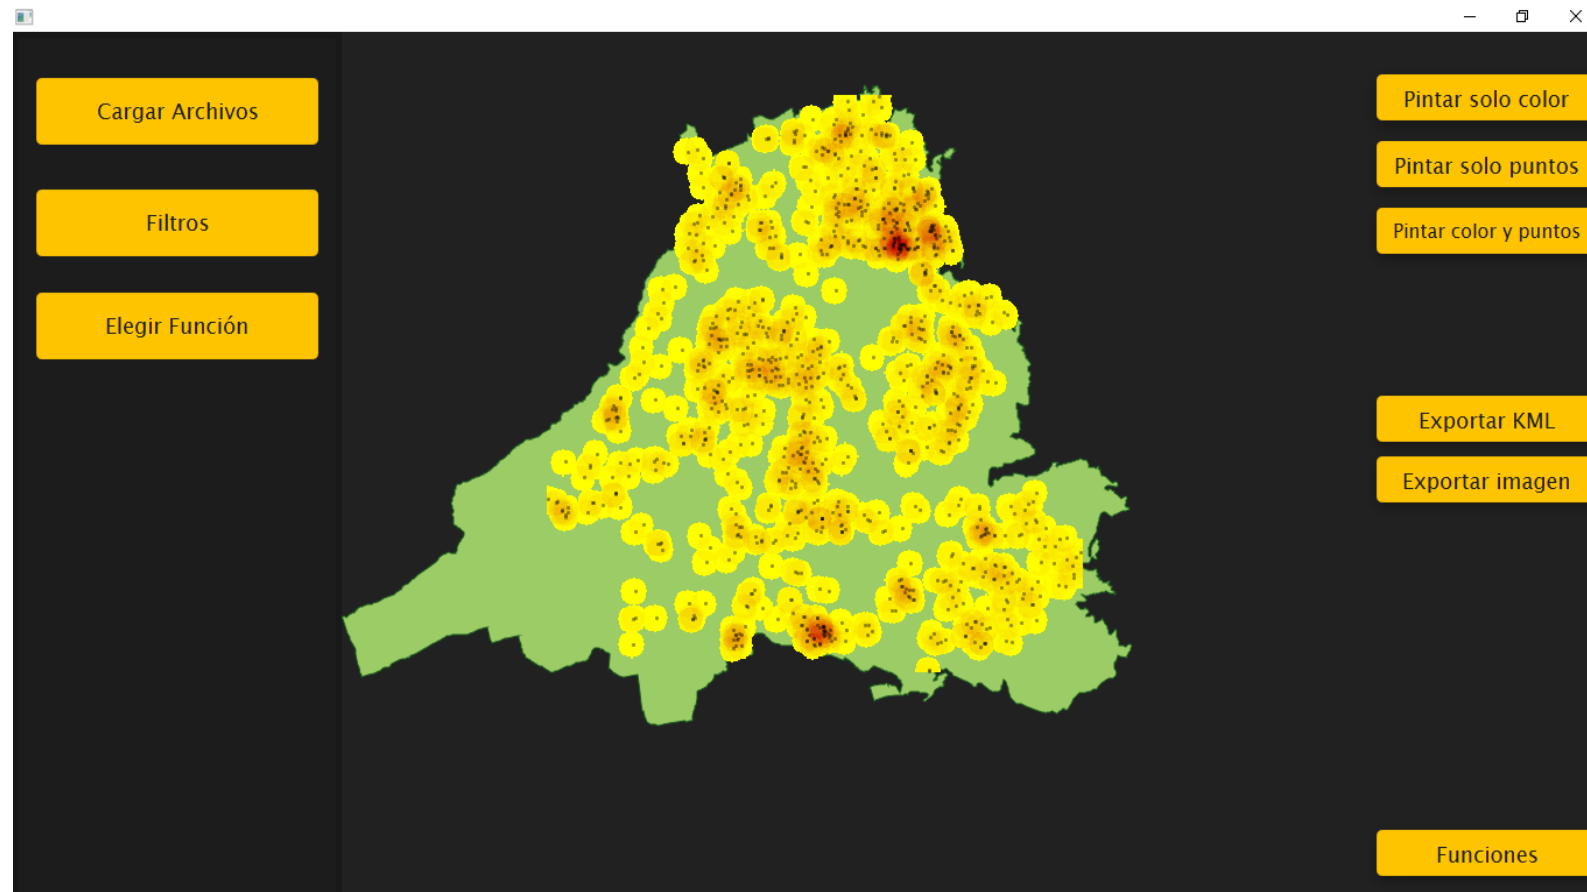 Cargar Archivos
Filtros
Elegir Función
Pintar solo color
Pintar solo puntos
Pintar color y puntos
Exportar KML
Exportar imagen
Funciones